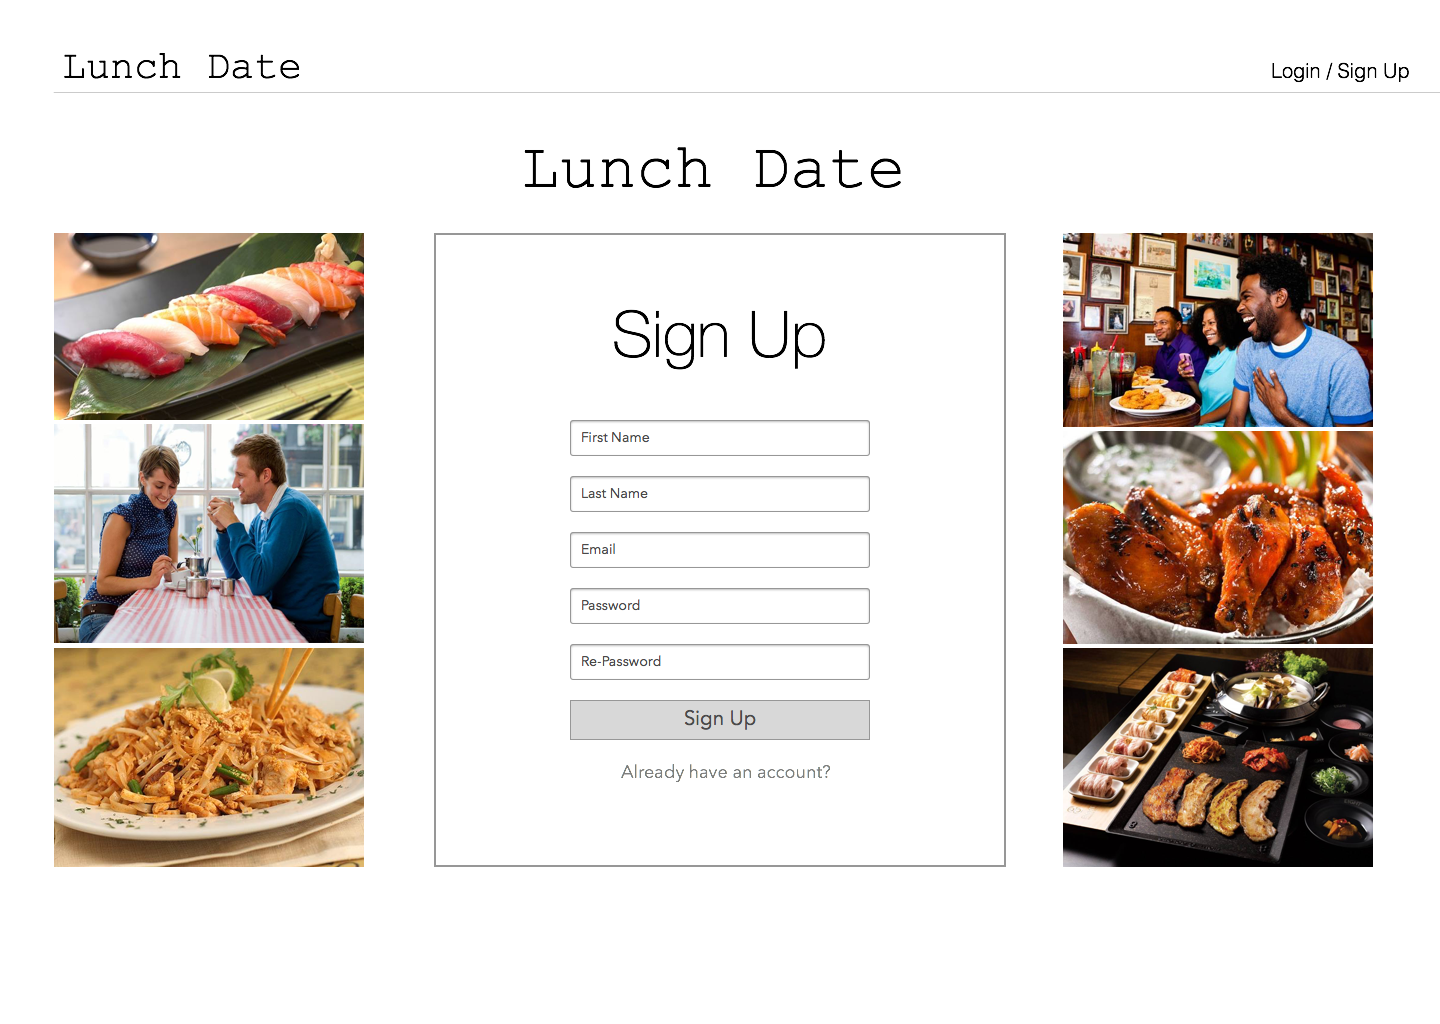 Lunch Date
Login / Sign Up
Lunch Date
Sign Up
First Name
Last Name
Email
Password
Re-Password
Sign Up
Already have an account?